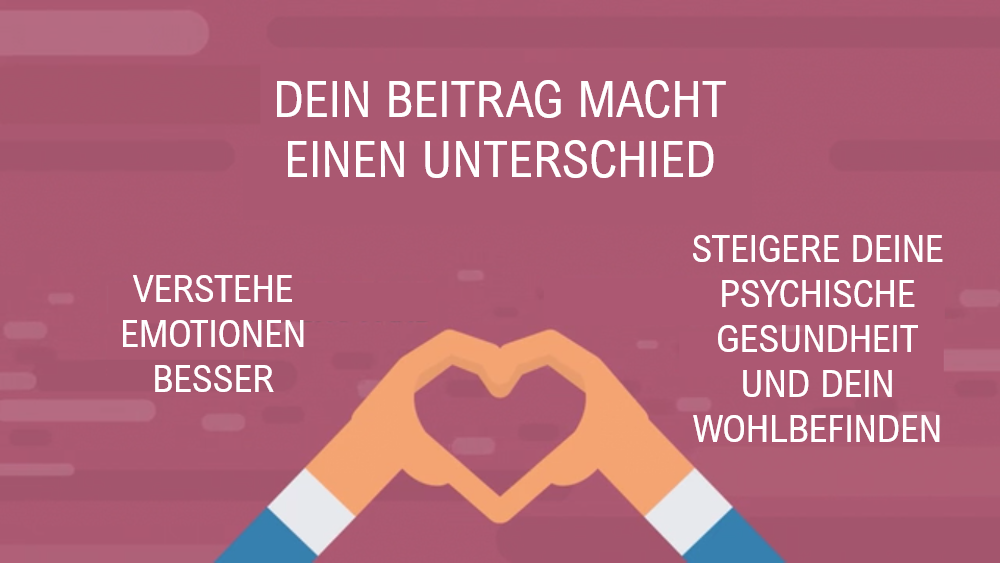 DEIN BEITRAG MACHT
EINEN UNTERSCHIED
VERSTEHE
EMOTIONEN
BESSER
STEIGERE DEINE
PSYCHISCHE
GESUNDHEIT
UND DEIN
WOHLBEFINDEN